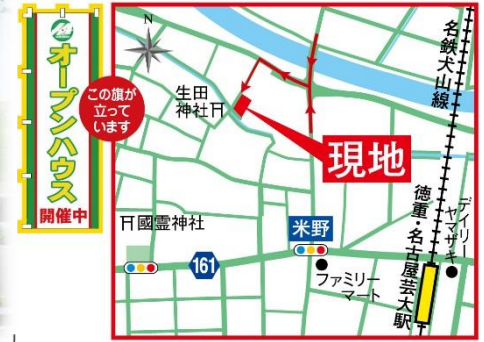 オープンハウス
開催中
この旗が
立って
います
N
生田
神社
現地
名鉄犬山線
國霊神社
161
米野
ファミリー
マート
徳重・名古屋芸大駅
デイリー
ヤマザキ